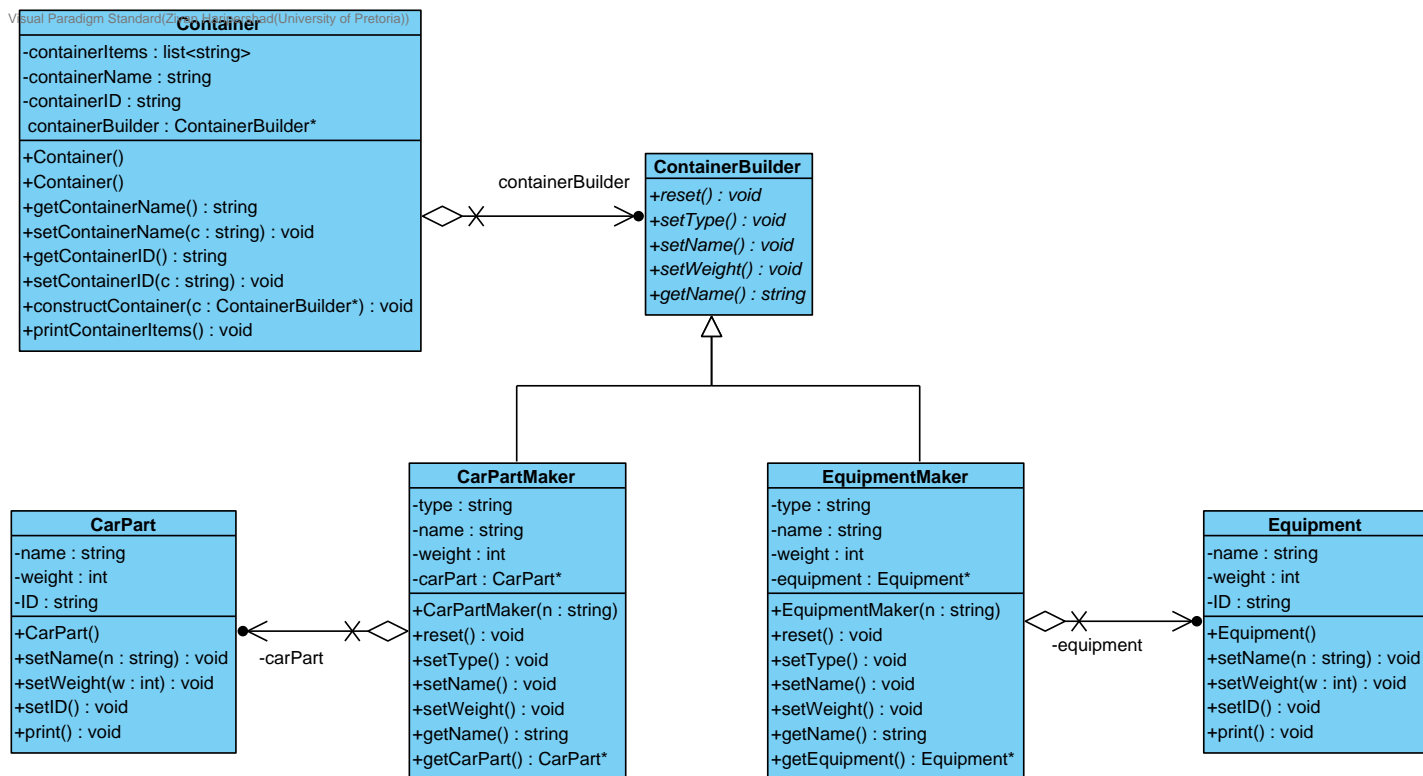 Visual Paradigm Standard(Zivan Haripershad(University of Pretoria))
Container
-containerItems : list<string>
-containerName : string
-containerID : string
containerBuilder : ContainerBuilder*
+Container()
+Container()
+getContainerName() : string
+setContainerName(c : string) : void
+getContainerID() : string
+setContainerID(c : string) : void
+constructContainer(c : ContainerBuilder*) : void
+printContainerItems() : void
containerBuilder
ContainerBuilder
+reset() : void
+setType() : void
+setName() : void
+setWeight() : void
+getName() : string
CarPart
-name : string
-weight : int
-ID : string
+CarPart()
+setName(n : string) : void
+setWeight(w : int) : void
+setID() : void
+print() : void
-carPart
CarPartMaker
-type : string
-name : string
-weight : int
-carPart : CarPart*
+CarPartMaker(n : string)
+reset() : void
+setType() : void
+setName() : void
+setWeight() : void
+getName() : string
+getCarPart() : CarPart*
EquipmentMaker
-type : string
-name : string
-weight : int
-equipment : Equipment*
+EquipmentMaker(n : string)
+reset() : void
+setType() : void
+setName() : void
+setWeight() : void
+getName() : string
+getEquipment() : Equipment*
-equipment
Equipment
-name : string
-weight : int
-ID : string
+Equipment()
+setName(n : string) : void
+setWeight(w : int) : void
+setID() : void
+print() : void